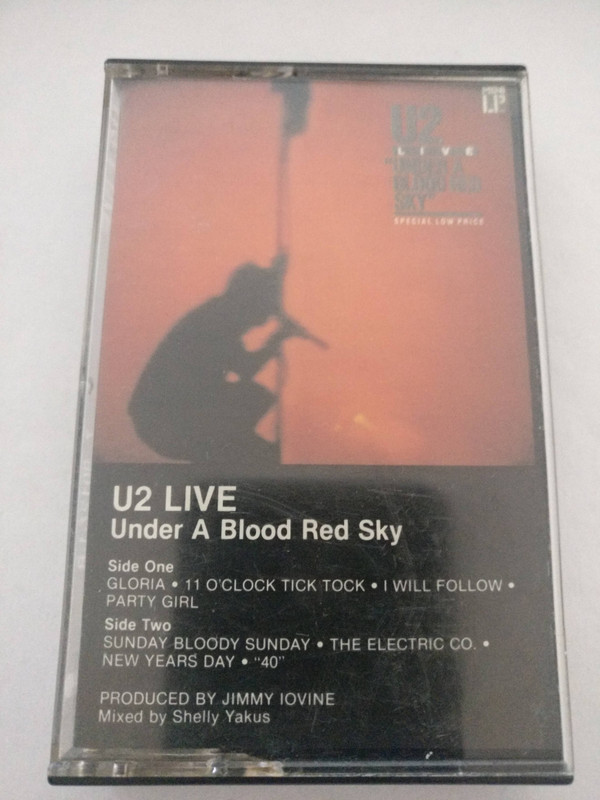 LP
U2
LIVE
"UNDER A
BLOOD RED
SKY"
SPECIAL LOW PRICE
U2 LIVE
Under A Blood Red Sky
Side One
GLORIA • 11 O'CLOCK TICK TOCK • I WILL FOLLOW •
PARTY GIRL
Side Two
SUNDAY BLOODY SUNDAY • THE ELECTRIC CO. •
NEW YEARS DAY • "40"
PRODUCED BY JIMMY IOVINE
Mixed by Shelly Yakus